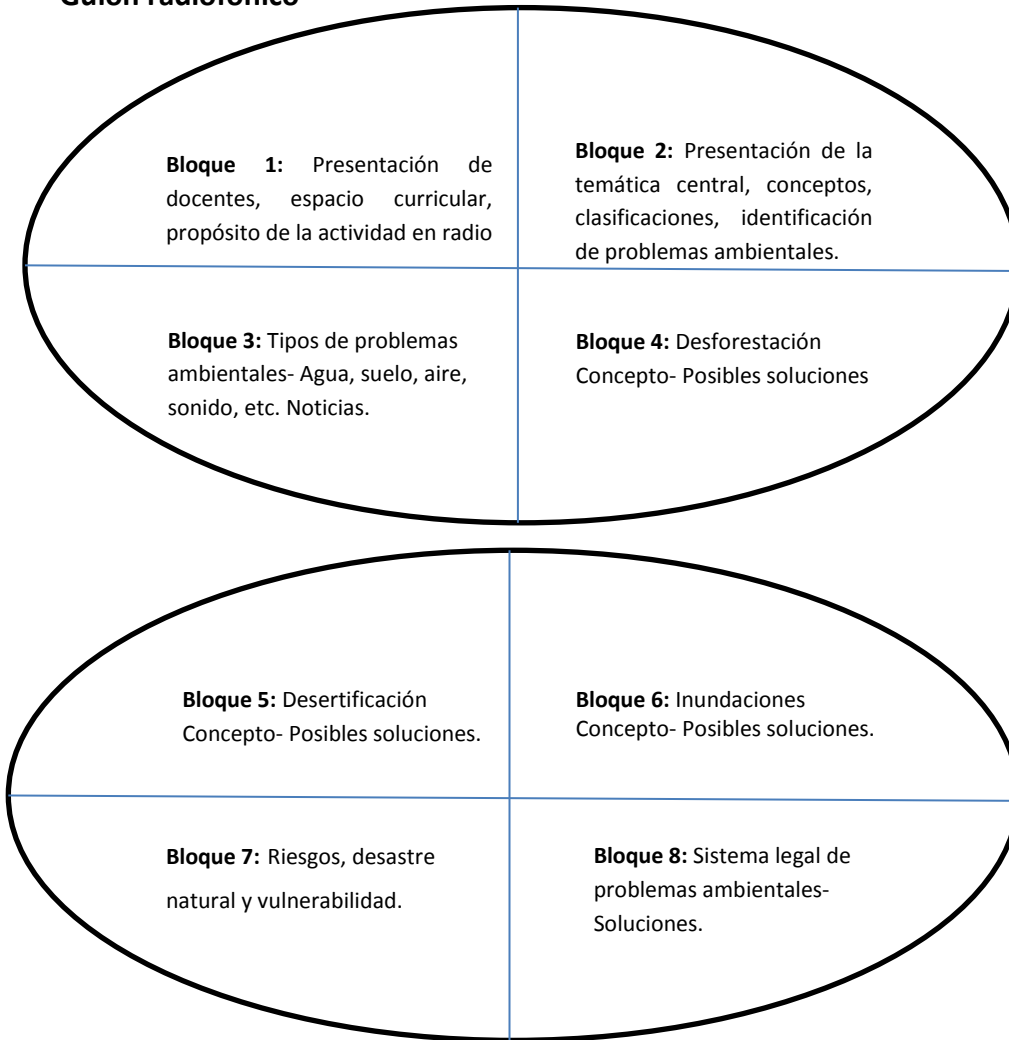 Guion radiofónico
Bloque 1: Presentación de
docentes, espacio curricular,
propósito de la actividad en radio
Bloque 2: Presentación de la
temática central, conceptos,
clasificaciones, identificación
de problemas ambientales.
Bloque 3: Tipos de problemas
ambientales- Agua, suelo, aire,
sonido, etc. Noticias.
Bloque 4: Desforestación
Concepto- Posibles soluciones
Bloque 5: Desertificación
Concepto- Posibles soluciones.
Bloque 6: Inundaciones
Concepto- Posibles soluciones.
Bloque 7: Riesgos, desastre
natural y vulnerabilidad.
Bloque 8: Sistema legal de
problemas ambientales-
Soluciones.